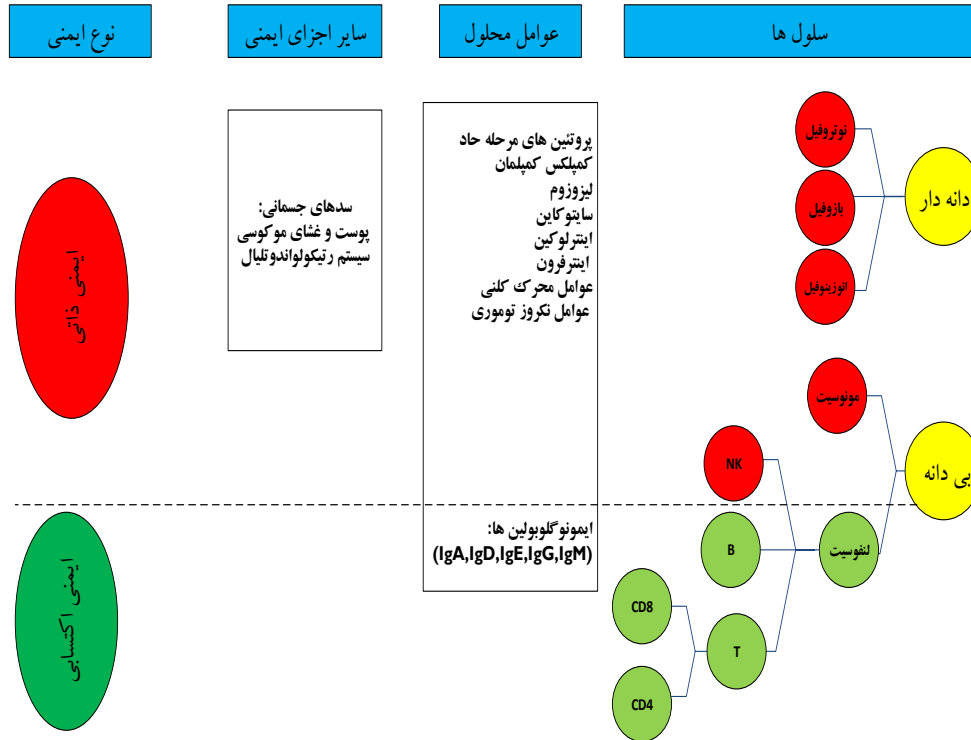 سلول ها
عوامل محلول
سایر اجزای ایمنی
نوع ایمنی
دانه دار
نوتروفیل
بازوفیل
ائوزینوفیل
بی دانه
مونوسیت
لنفوسیت
NK
B
T
CD8
CD4
پروتئین های مرحله حاد
کمپلکس کمپلمان
لیزوزوم
سایتوکاین
اینترلوکین
اینترفرون
عوامل محرک کلنی
عوامل نکروز توموری
ایمونوگلوبولین ها:
(IgA,IgD,IgE,IgG,IgM)
سدهای جسمانی:
پوست و غشای موکوسی
سیستم رتیکولواندوتلیال
ایمنی ذاتی
ایمنی اکتسابی